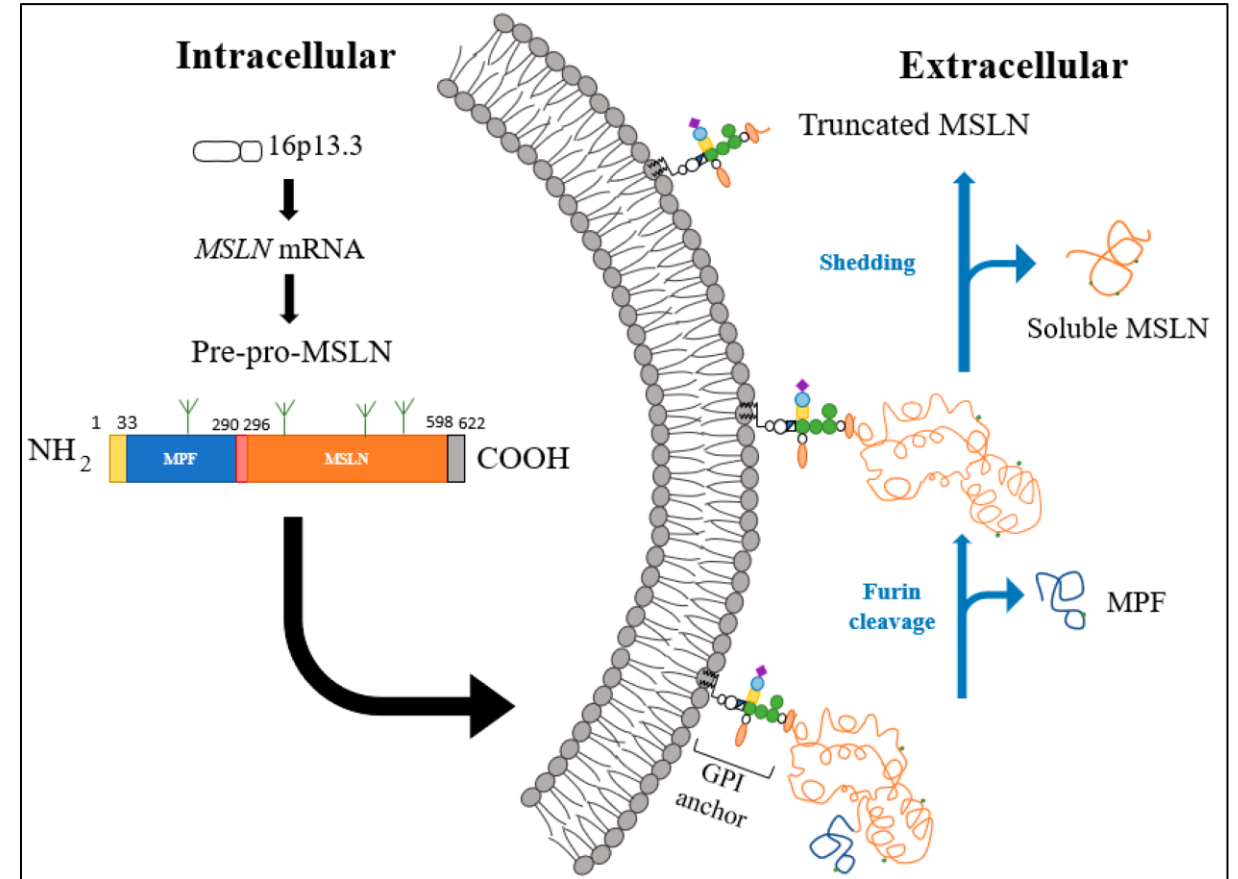 Intracellular
16p13.3
MSLN mRNA
Pre-pro-MSLN
1 33 290 296 598 622
NH2 MPF MSLN COOH
Extracellular
Truncated MSLN
Shedding
Soluble MSLN
Furin
cleavage
MPF
GPI
anchor